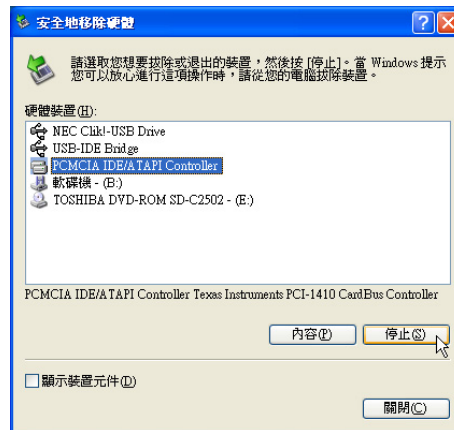 安全地移除硬體
請選取您想要拔除或退出的裝置，然後按 [停止]。當 Windows 提示
您可以放心進行這項操作時，請從您的電腦拔除裝置。
硬體裝置(H):
NEC Clik!-USB Drive
USB-IDE Bridge
PCMCIA IDE/ATAPI Controller
軟碟機 - (B:)
TOSHIBA DVD-ROM SD-C2502 - (E:)
PCMCIA IDE/ATAPI Controller Texas Instruments PCI-1410 CardBus Controller
內容(P)
停止(S)
顯示裝置元件(D)
關閉(C)